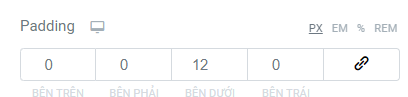 Padding PX EM % REM
0 0 12 0
BÊN TRÊN BÊN PHẢI BÊN DƯỚI BÊN TRÁI